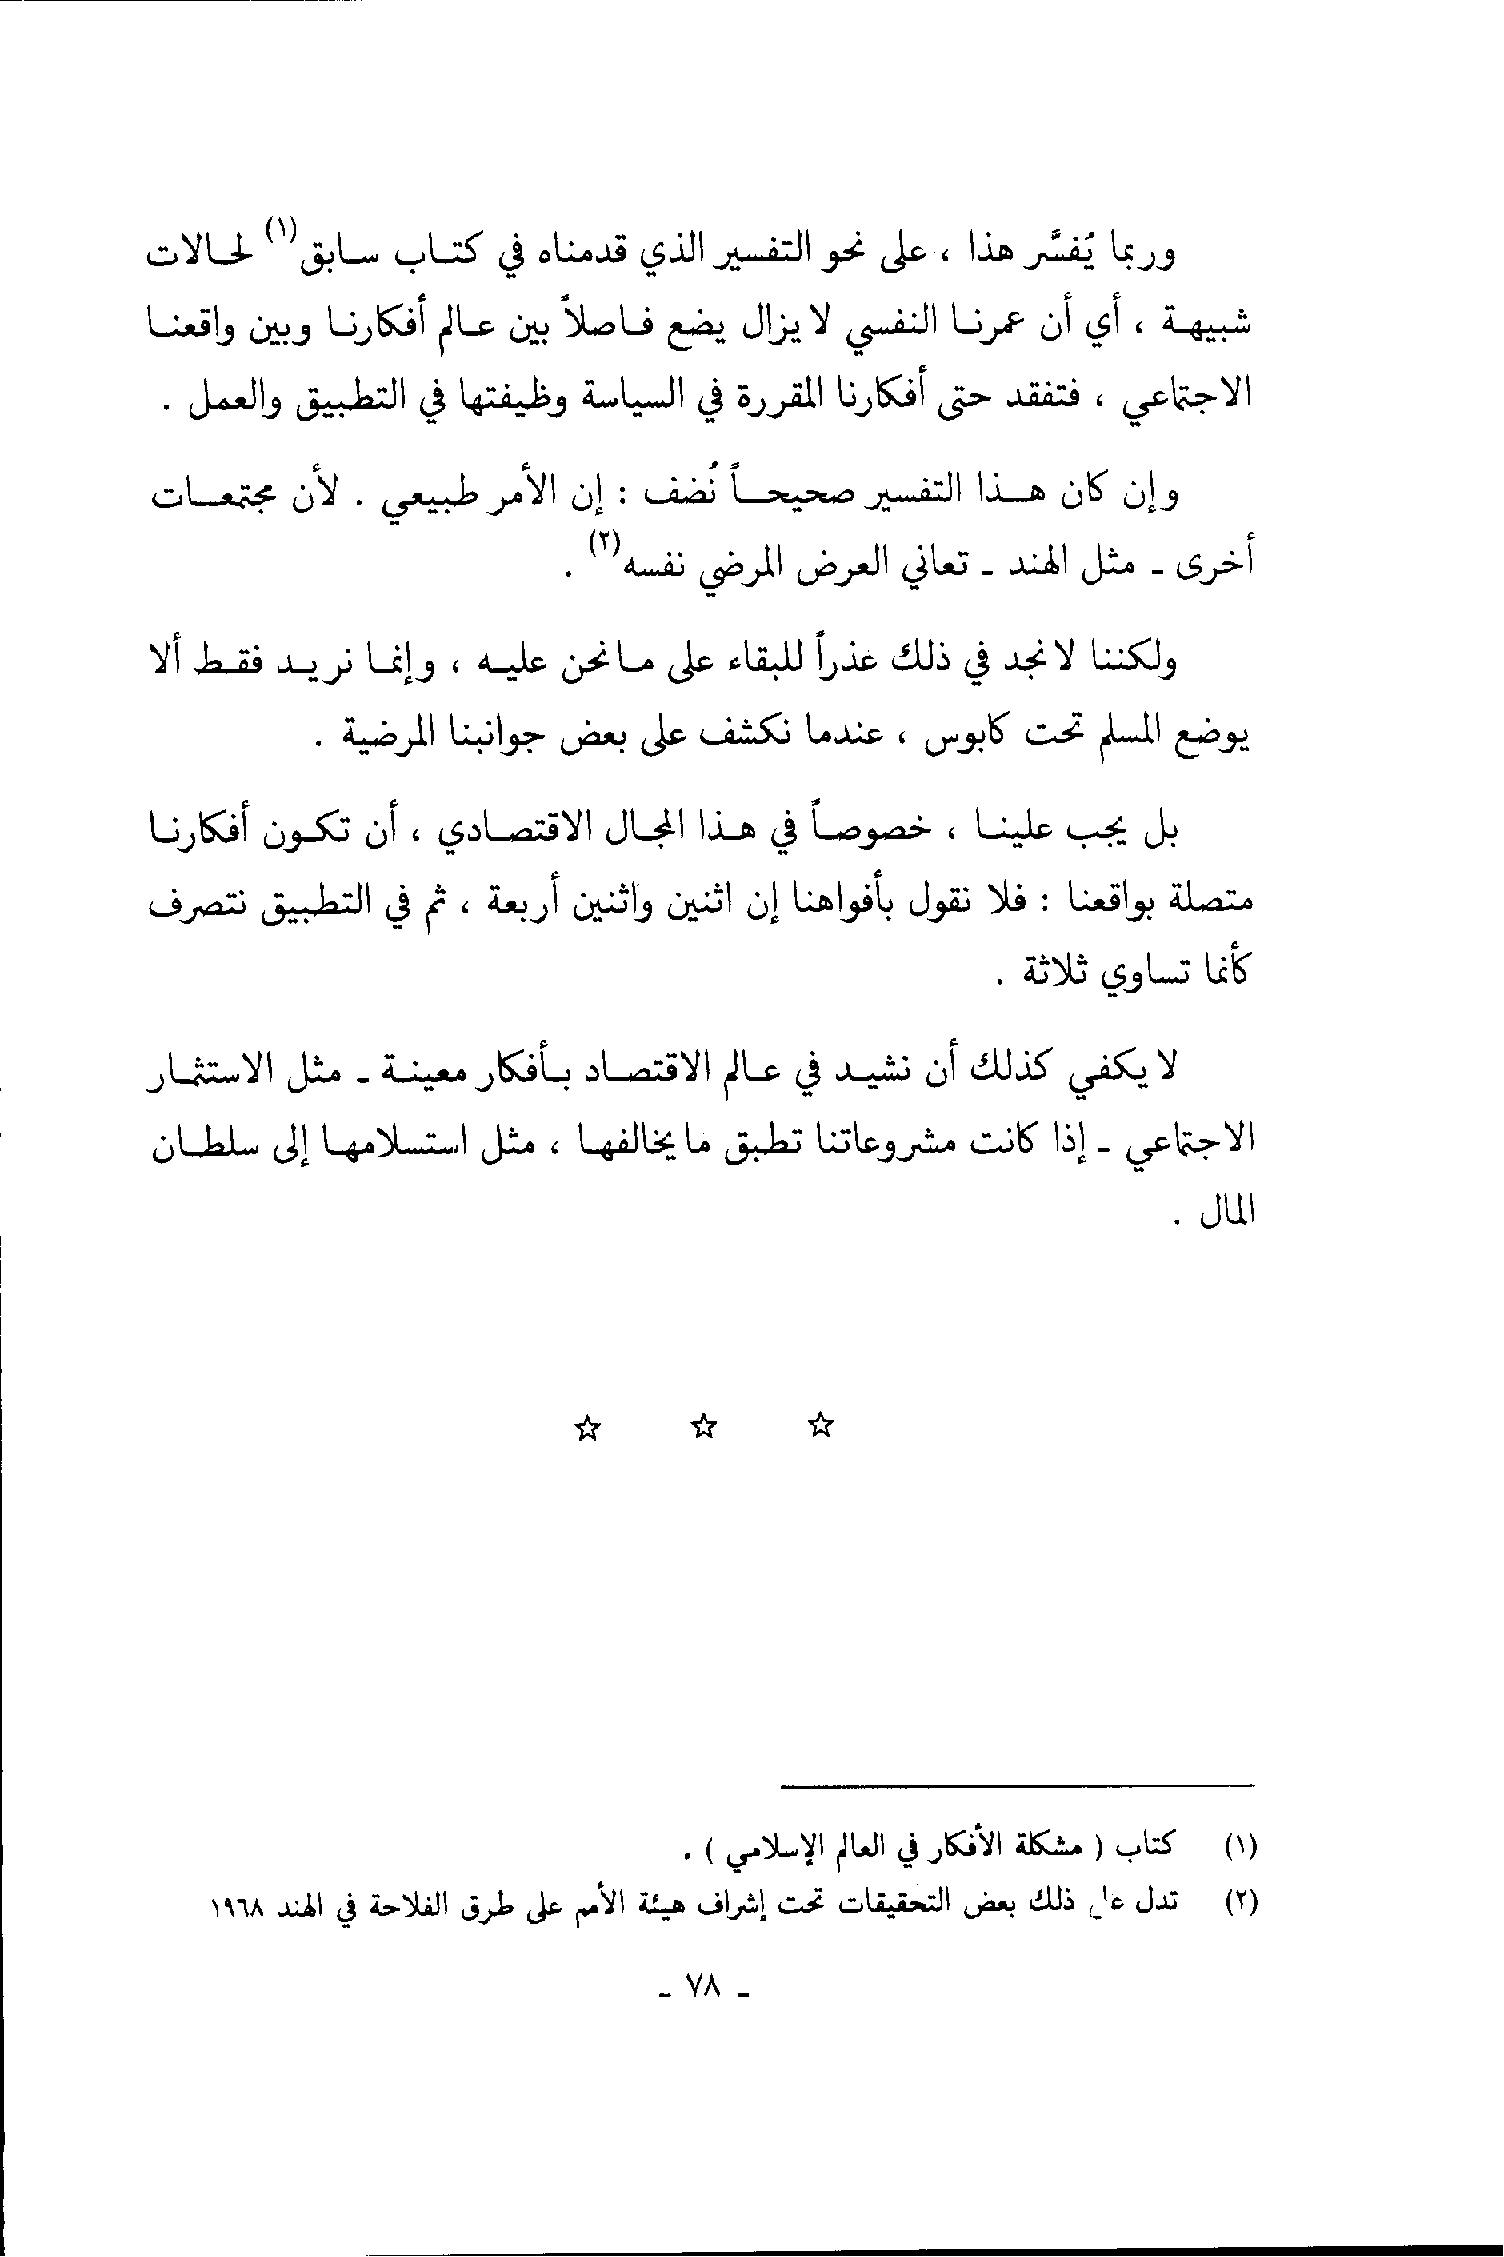 وربما يُفسَّر هذا ، على نحو التفسير الذي قدمناه في كتاب سابق(١) لحالات
شبيهة ، أي أن عمرنا النفسي لا يزال يضع فاصلاً بين عالم أفكارنا وبين واقعنا
الاجتماعي ، فتفقد حتى أفكارنا المقررة في السياسة وظيفتها في التطبيق والعمل .
وإن كان هذا التفسير صحيحاً نُضف : إن الأمر طبيعي . لأن مجتمعات
أخرى ـ مثل الهند ـ تعاني العرض المرضي نفسه(٢) .
ولكننا لا نجد في ذلك عذراً للبقاء على ما نحن عليه ، وإنما نريد فقط ألا
يوضع المسلم تحت كابوس ، عندما نكشف على بعض جوانبنا المرضية .
بل يجب علينا ، خصوصاً في هذا المجال الاقتصادي ، أن تكون أفكارنا
متصلة بواقعنا : فلا نقول بأفواهنا إن اثنين واثنين أربعة ، ثم في التطبيق نتصرف
كأنما تساوي ثلاثة .
لا يكفي كذلك أن نشيد في عالم الاقتصاد بأفكار معينة ـ مثل الاستثمار
الاجتماعي ـ إذا كانت مشروعاتنا تطبق ما يخالفها ، مثل استسلامها إلى سلطان
المال .
☆ ☆ ☆
(١) كتاب ( مشكلة الأفكار في العالم الإسلامي ) .
(٢) تدل على ذلك بعض التحقيقات تحت إشراف هيئة الأمم على طرق الفلاحة في الهند ١٩٦٨
ـ ٧٨ ـ